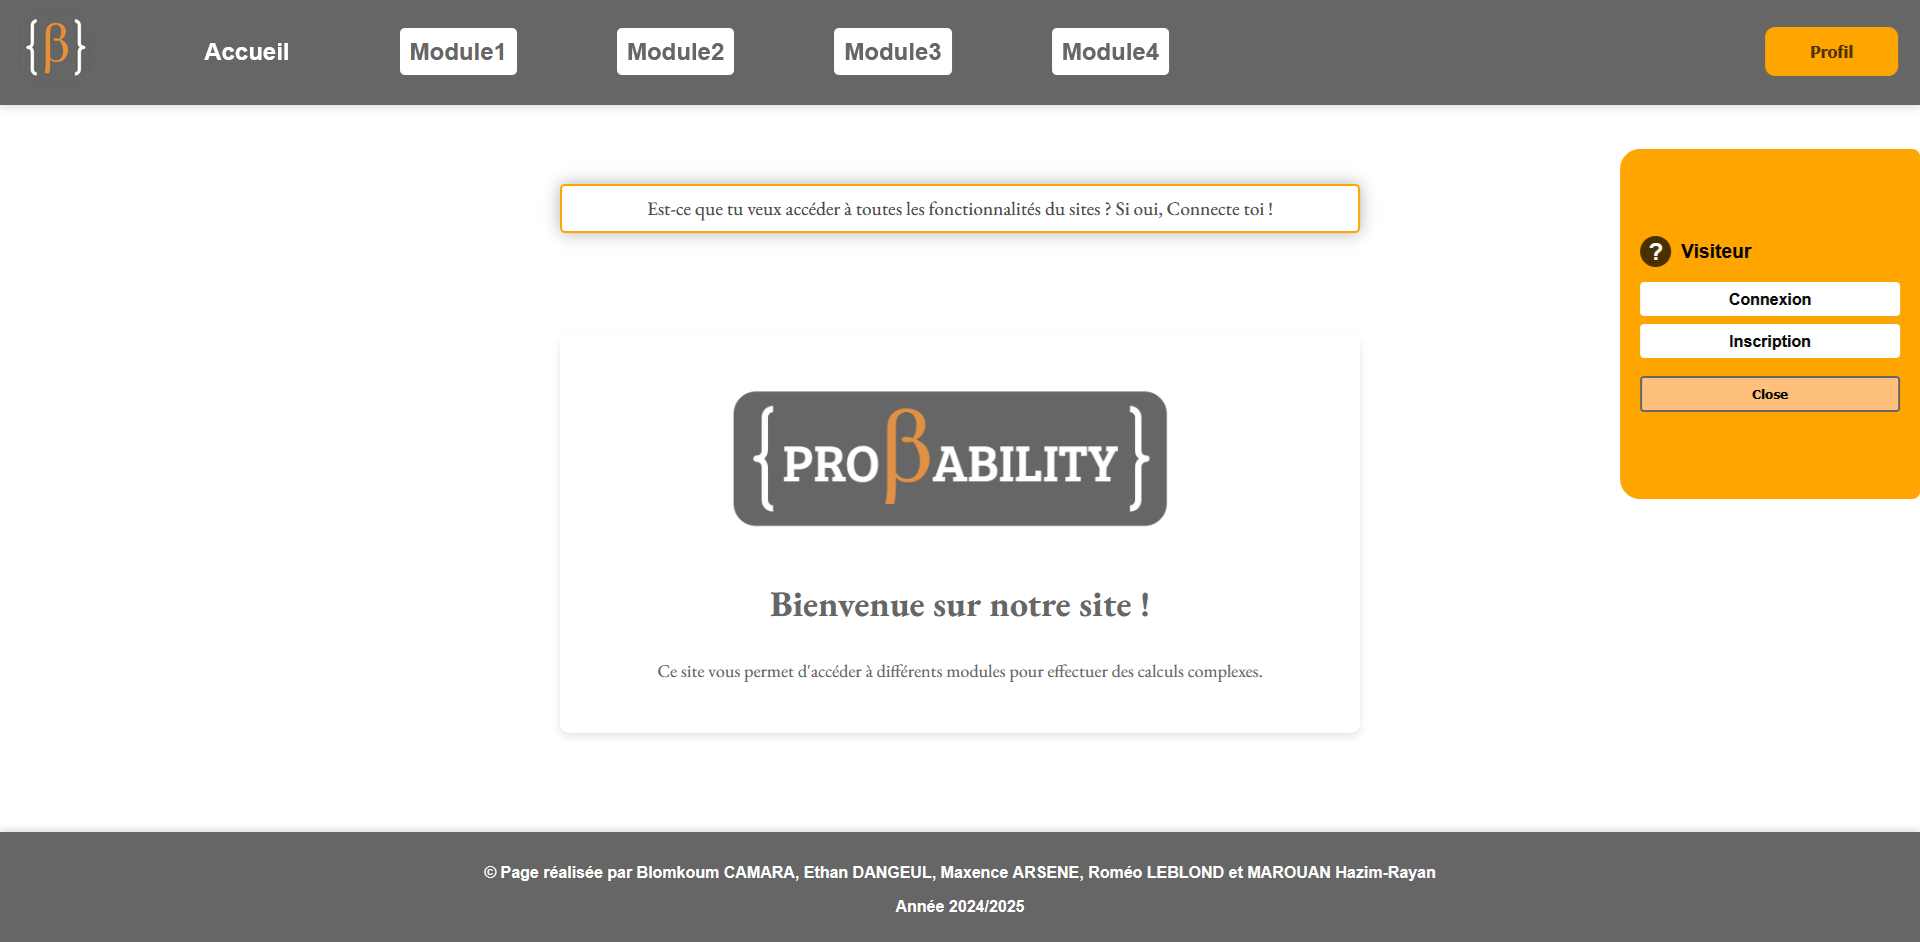 {β}
Accueil
Module1
Module2
Module3
Module4
Profil
Est-ce que tu veux accéder à toutes les fonctionnalités du sites ? Si oui, Connecte toi !
? Visiteur
Connexion
Inscription
Close
{PROβABILITY}
Bienvenue sur notre site !
Ce site vous permet d'accéder à différents modules pour effectuer des calculs complexes.
© Page réalisée par Blomkoum CAMARA, Ethan DANGEUL, Maxence ARSENE, Roméo LEBLOND et MAROUAN Hazim-Rayan
Année 2024/2025